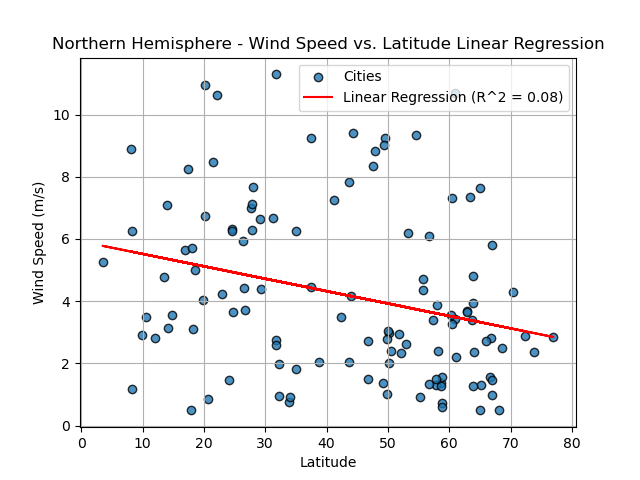 Northern Hemisphere - Wind Speed vs. Latitude Linear Regression
Cities
Linear Regression (R^2 = 0.08)
Wind Speed (m/s)
10
8
6
4
2
0
0 10 20 30 40 50 60 70 80
Latitude